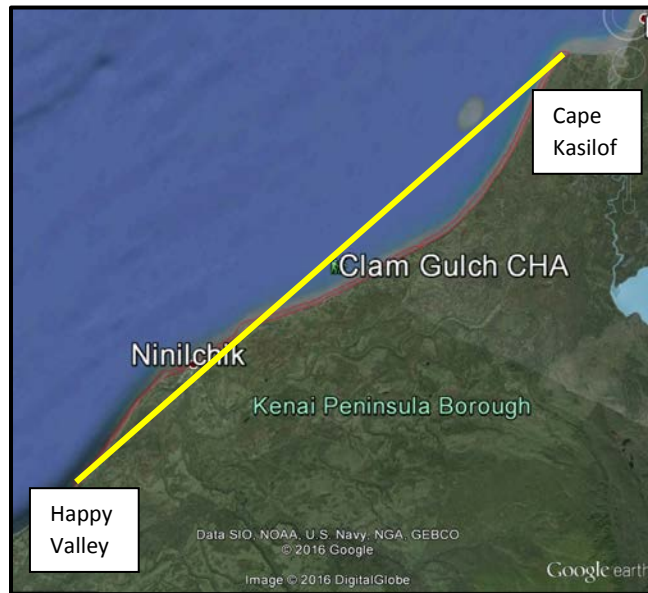 Cape
Kasilof
Clam Gulch CHA
Ninilchik
Kenai Peninsula Borough
Happy
Valley
Data SIO, NOAA, U.S. Navy, NGA, GEBCO
© 2016 Google
Image © 2016 DigitalGlobe
Google earth